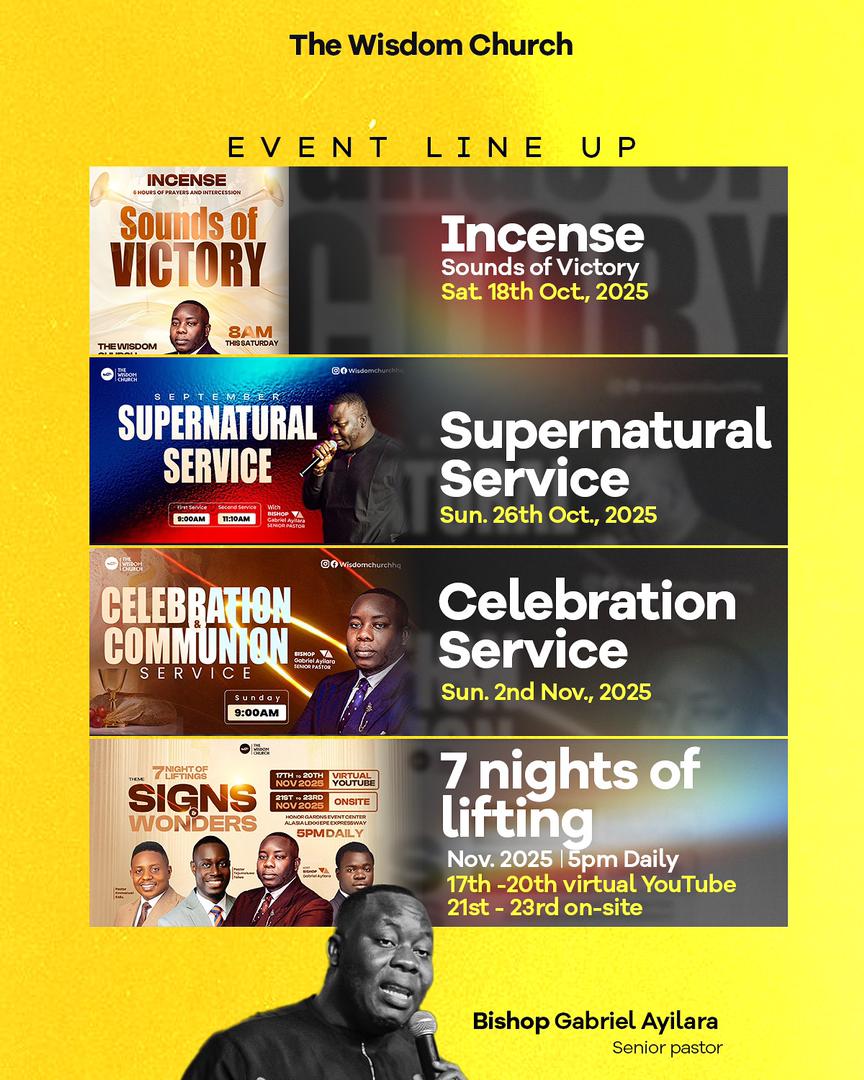 The Wisdom Church
EVENT LINE UP
INCENSE
6 HOURS OF PRAYERS AND INTERCESSION
Sounds of
VICTORY
8AM
THIS SATURDAY
THE WISDOM
CHURCH
Incense
Sounds of Victory
Sat. 18th Oct., 2025
THE
WISDOM
CHURCH
Wisdomchurchhq
SEPTEMBER
SUPERNATURAL
SERVICE
First Service
Second Service
9:00AM
11:10AM
With
BISHOP
Gabriel Ayilara
SENIOR PASTOR
Supernatural
Service
Sun. 26th Oct., 2025
THE
WISDOM
CHURCH
Wisdomchurchhq
CELEBRATION
&
COMMUNION
SERVICE
BISHOP
Gabriel Ayilara
SENIOR PASTOR
Sunday
9:00AM
Celebration
Service
Sun. 2nd Nov., 2025
THE
WISDOM
CHURCH
THEME
7 NIGHT OF
LIFTINGS
SIGNS
&
WONDERS
17TH TO 20TH
NOV 2025
VIRTUAL
YOUTUBE
21ST TO 23RD
NOV 2025
ONSITE
HONOR GARDNS EVENT CENTER
ALASIA LEKKI EPE EXPRESSWAY
5PM DAILY
BISHOP
Gabriel Ayilara
7 nights of
lifting
Nov. 2025 | 5pm Daily
17th -20th virtual YouTube
21st - 23rd on-site
Bishop Gabriel Ayilara
Senior pastor